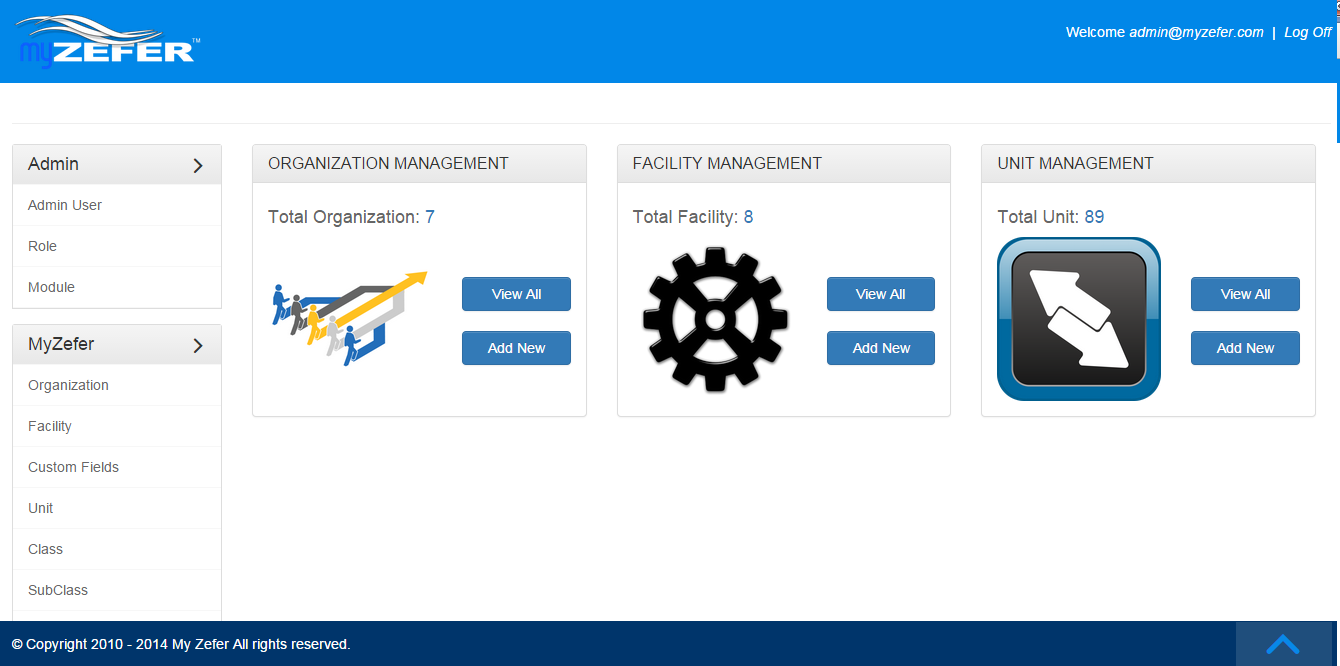 myZEFER™
Welcome admin@myzefer.com | Log Off
Admin
Admin User
Role
Module
MyZefer
Organization
Facility
Custom Fields
Unit
Class
SubClass
ORGANIZATION MANAGEMENT
Total Organization: 7
View All
Add New
FACILITY MANAGEMENT
Total Facility: 8
View All
Add New
UNIT MANAGEMENT
Total Unit: 89
View All
Add New
© Copyright 2010 - 2014 My Zefer All rights reserved.